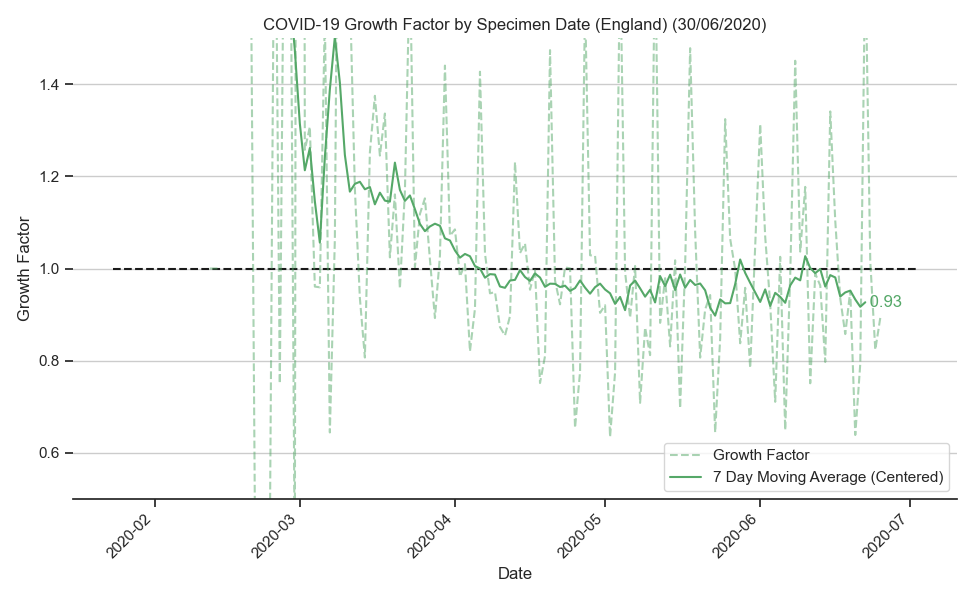 COVID-19 Growth Factor by Specimen Date (England) (30/06/2020)
Growth Factor
1.4
1.2
1.0
0.8
0.6
0.93
Growth Factor
7 Day Moving Average (Centered)
2020-02
2020-03
2020-04
2020-05
2020-06
2020-07
Date